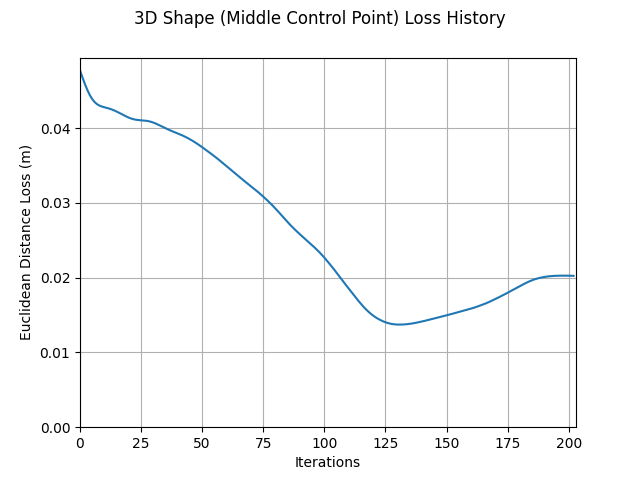 3D Shape (Middle Control Point) Loss History
Euclidean Distance Loss (m)
0.04
0.03
0.02
0.01
0.00
0 25 50 75 100 125 150 175 200
Iterations